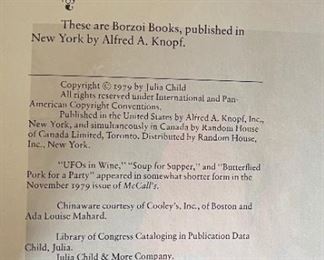 These are Borzoi Books, published in
New York by Alfred A. Knopf.
Copyright © 1979 by Julia Child
All rights reserved under International and Pan-
American Copyright Conventions.
Published in the United States by Alfred A. Knopf, Inc.,
New York, and simultaneously in Canada by Random House
of Canada Limited, Toronto. Distributed by Random House,
Inc., New York.
"UFOs in Wine," "Soup for Supper," and "Butterflied
Pork for a Party" appeared in somewhat shorter form in the
November 1979 issue of McCall's.
Chinaware courtesy of Cooley's, Inc., of Boston and
Ada Louise Mahard.
Library of Congress Cataloging in Publication Data
Child, Julia.
Julia Child & More Company.